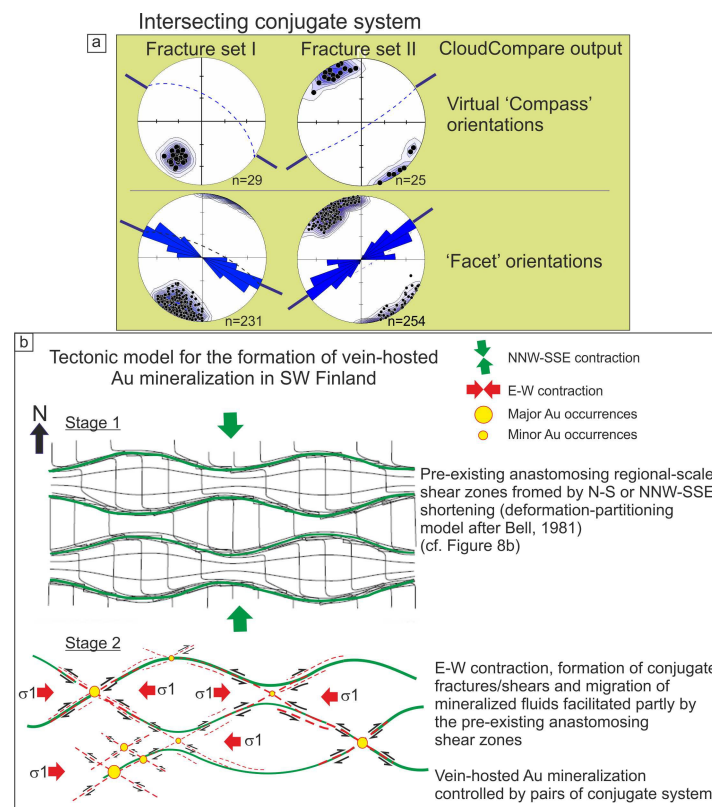 Intersecting conjugate system
a
Fracture set I
Fracture set II
CloudCompare output
Virtual ‘Compass’
orientations
n=29
n=25
‘Facet’ orientations
n=231
n=254
b
Tectonic model for the formation of vein-hosted
Au mineralization in SW Finland
NNW-SSE contraction
E-W contraction
Major Au occurrences
Minor Au occurrences
N
Stage 1
Pre-existing anastomosing regional-scale
shear zones fromed by N-S or NNW-SSE
shortening (deformation-partitioning
model after Bell, 1981)
(cf. Figure 8b)
Stage 2
σ1
σ1
σ1
σ1
σ1
σ1
E-W contraction, formation of conjugate
fractures/shears and migration of
mineralized fluids facilitated partly by
the pre-existing anastomosing
shear zones
Vein-hosted Au mineralization
controlled by pairs of conjugate system